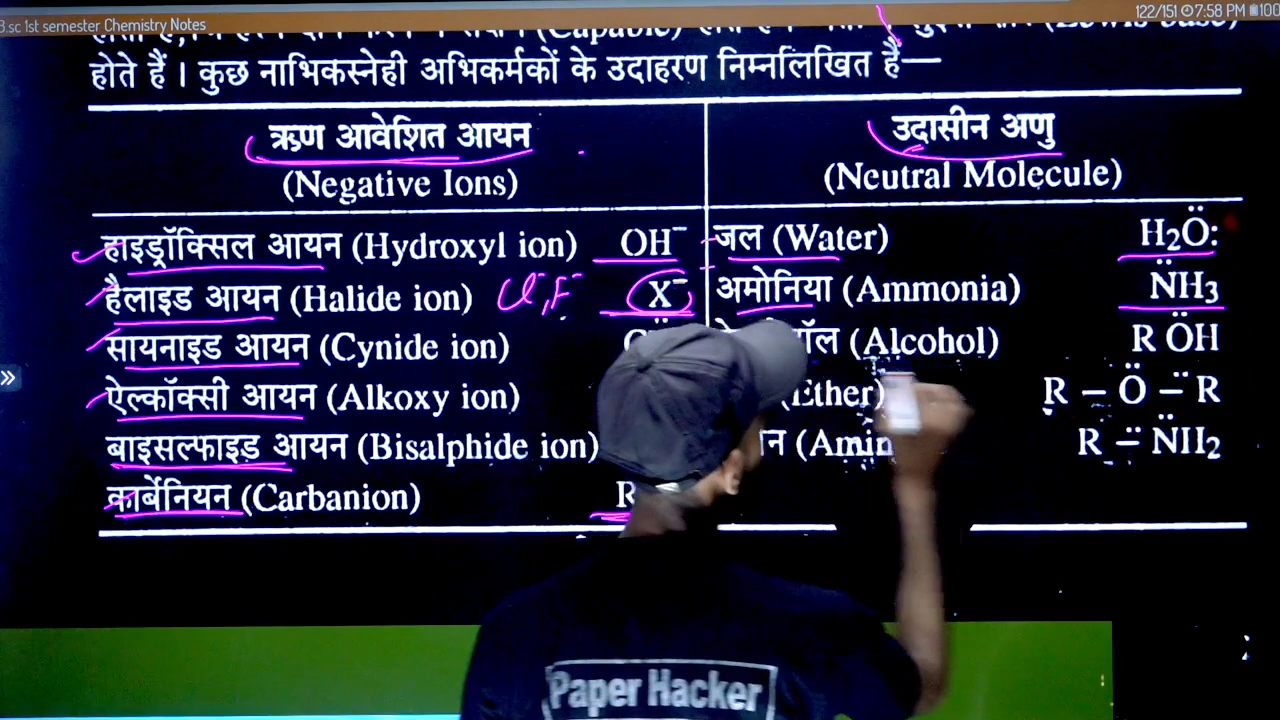 B.sc 1st semester Chemistry Notes
122/151 7:58 PM 100
(Capable)
होते हैं । कुछ नाभिकस्नेही अभिकर्मकों के उदाहरण निम्नलिखित हैं—
ऋण आवेशित आयन उदासीन अणु
(Negative Ions) (Neutral Molecule)
हाइड्रॉक्सिल आयन (Hydroxyl ion) OH⁻ जल (Water) H₂Ö:
हैलाइड आयन (Halide ion) Cl⁻, F⁻ X⁻ अमोनिया (Ammonia) N̈H₃
सायनाइड आयन (Cynide ion) (Alcohol) R ÖH
ऐल्कॉक्सी आयन (Alkoxy ion) (Ether) R – Ö – R
बाइसल्फाइड आयन (Bisalphide ion) R – N̈H₂
कार्बेनियन (Carbanion) R
Paper Hacker